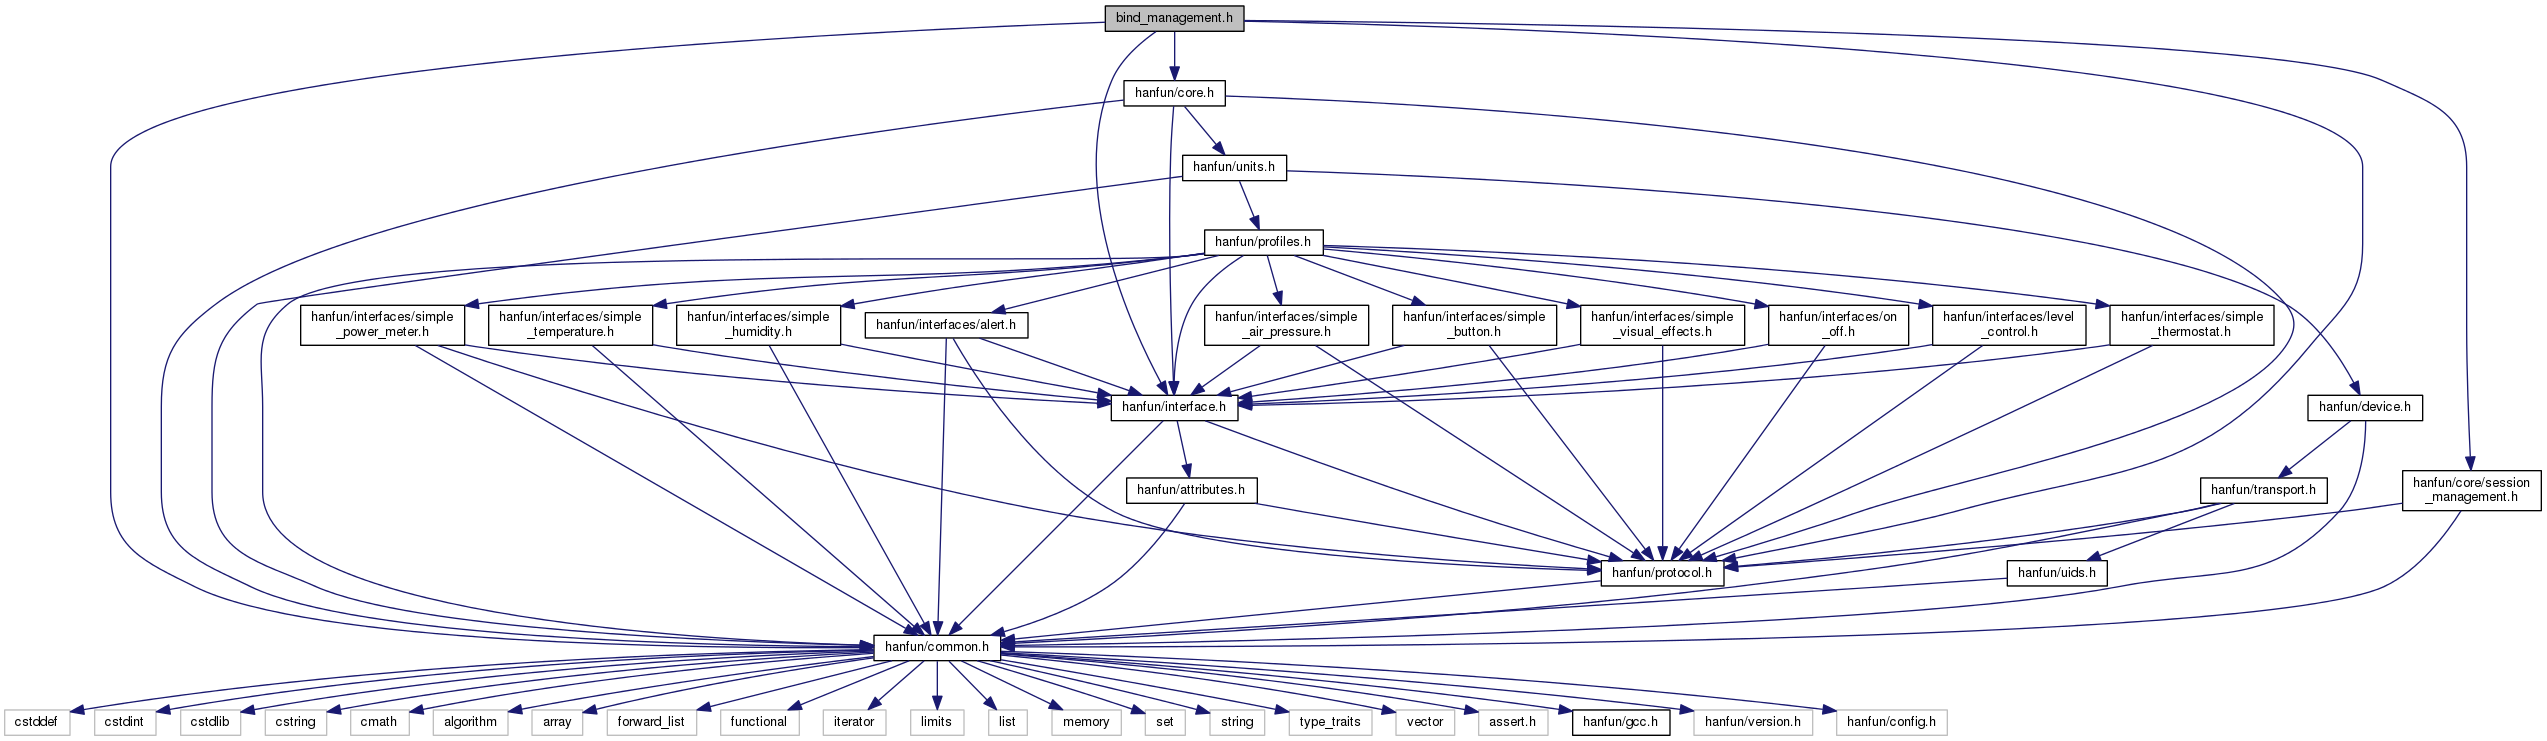 bind_management.h
hanfun/core.h
hanfun/units.h
hanfun/profiles.h
hanfun/interfaces/simple
_power_meter.h
hanfun/interfaces/simple
_temperature.h
hanfun/interfaces/simple
_humidity.h
hanfun/interfaces/alert.h
hanfun/interfaces/simple
_air_pressure.h
hanfun/interfaces/simple
_button.h
hanfun/interfaces/simple
_visual_effects.h
hanfun/interfaces/on
_off.h
hanfun/interfaces/level
_control.h
hanfun/interfaces/simple
_thermostat.h
hanfun/interface.h
hanfun/device.h
hanfun/attributes.h
hanfun/transport.h
hanfun/core/session
_management.h
hanfun/protocol.h
hanfun/uids.h
hanfun/common.h
cstddef
cstdint
cstdlib
cstring
cmath
algorithm
array
forward_list
functional
iterator
limits
list
memory
set
string
type_traits
vector
assert.h
hanfun/gcc.h
hanfun/version.h
hanfun/config.h